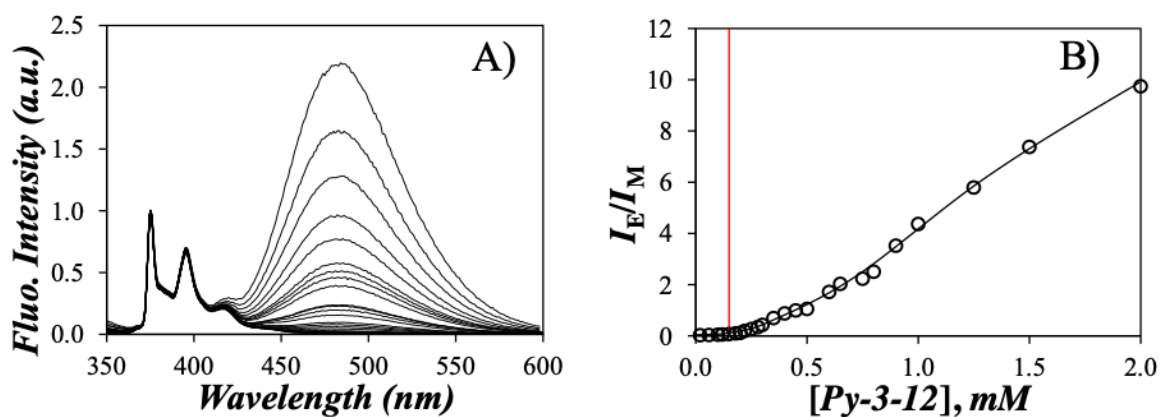 A)
Fluo. Intensity (a.u.)
2.5
2.0
1.5
1.0
0.5
0.0
350 400 450 500 550 600
Wavelength (nm)
B)
I_E/I_M
12
10
8
6
4
2
0
0.0 0.5 1.0 1.5 2.0
[Py-3-12], mM